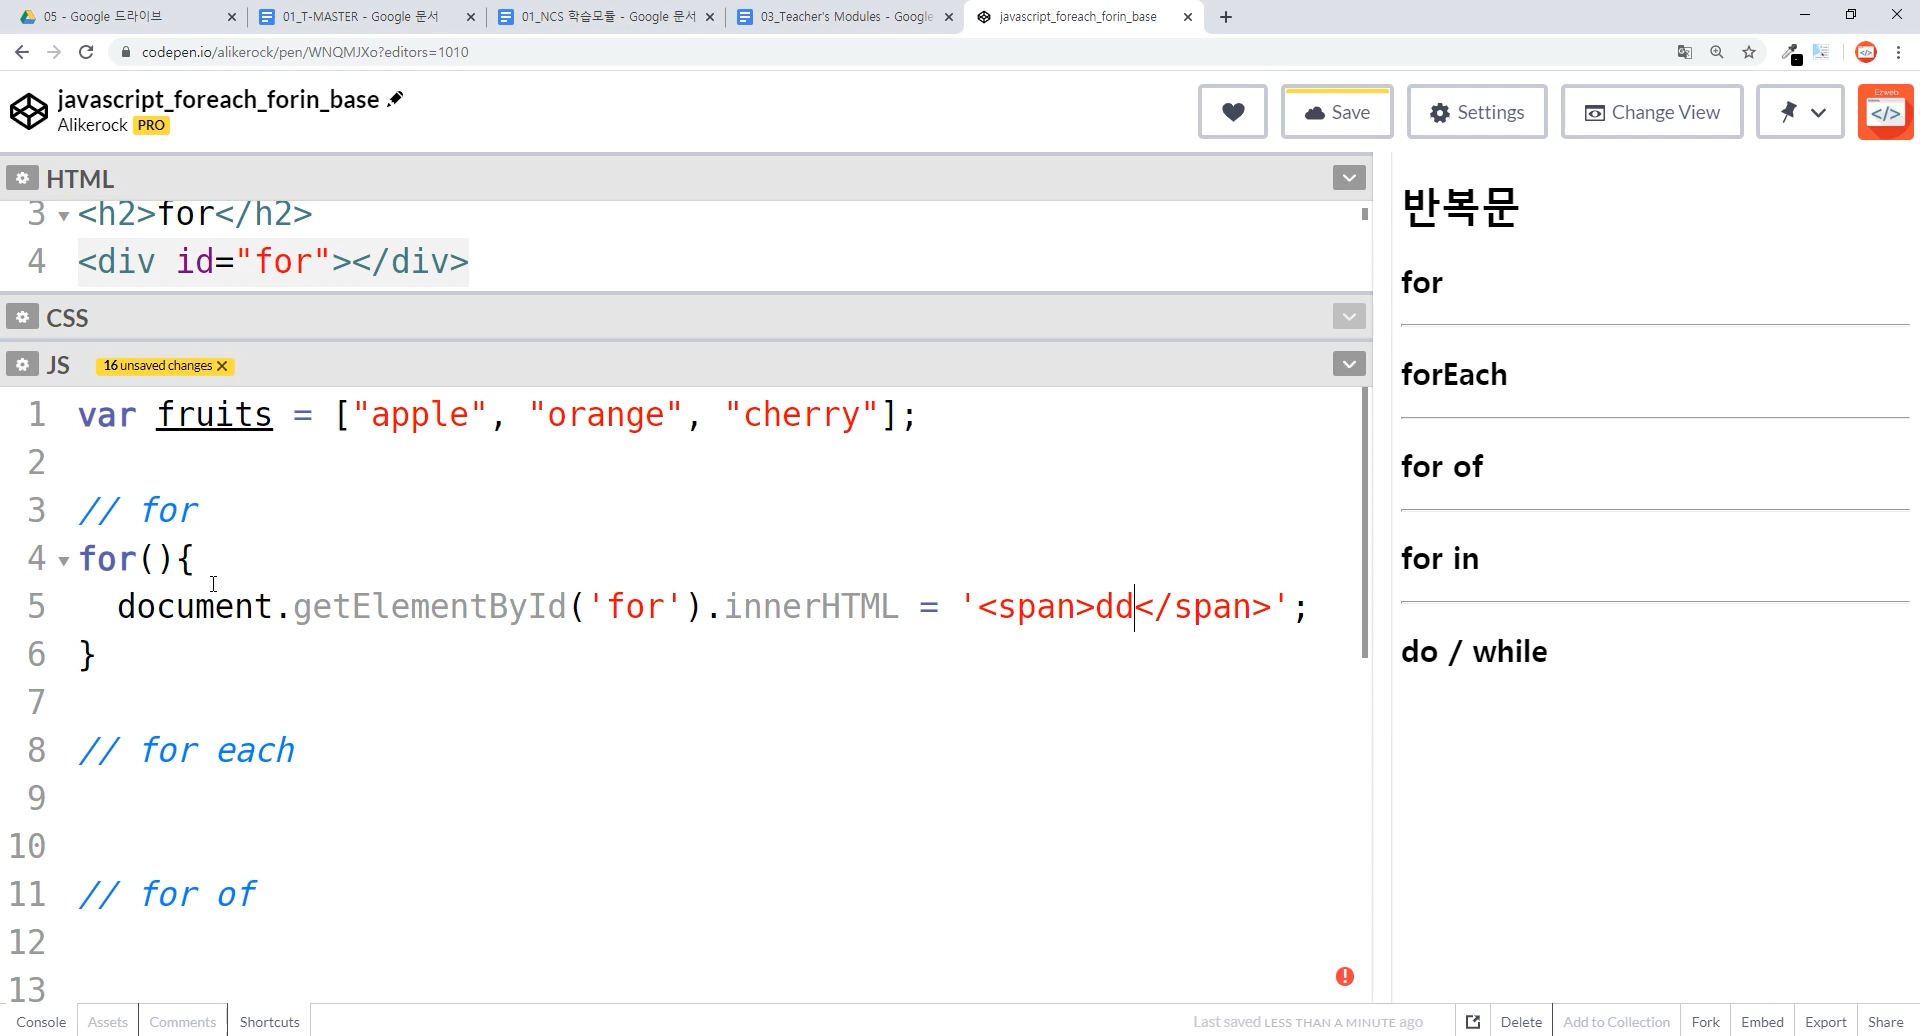 05 - Google 드라이브
01_T-MASTER - Google 문서
01_NCS 학습모듈 - Google 문서
03_Teacher's Modules - Google
javascript_foreach_forin_base
codepen.io/alikerock/pen/WNQMJXo?editors=1010
javascript_foreach_forin_base
Alikerock PRO
Save
Settings
Change View
Ezweb
</>
HTML
3 <h2>for</h2>
4 <div id="for"></div>
CSS
JS 16 unsaved changes
1 var fruits = ["apple", "orange", "cherry"];
2
3 // for
4 for(){
5 document.getElementById('for').innerHTML = '<span>dd</span>';
6 }
7
8 // for each
9
10
11 // for of
12
13
반복문
for
forEach
for of
for in
do / while
Console
Assets
Comments
Shortcuts
Last saved LESS THAN A MINUTE ago
Delete
Add to Collection
Fork
Embed
Export
Share